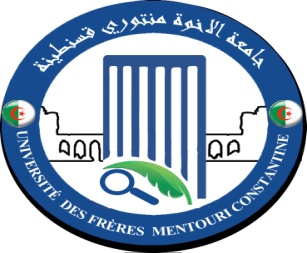 جامعة الاخوة منتوري قسنطينة
UNIVERSITÉ DES FRÈRES MENTOURI CONSTANTINE